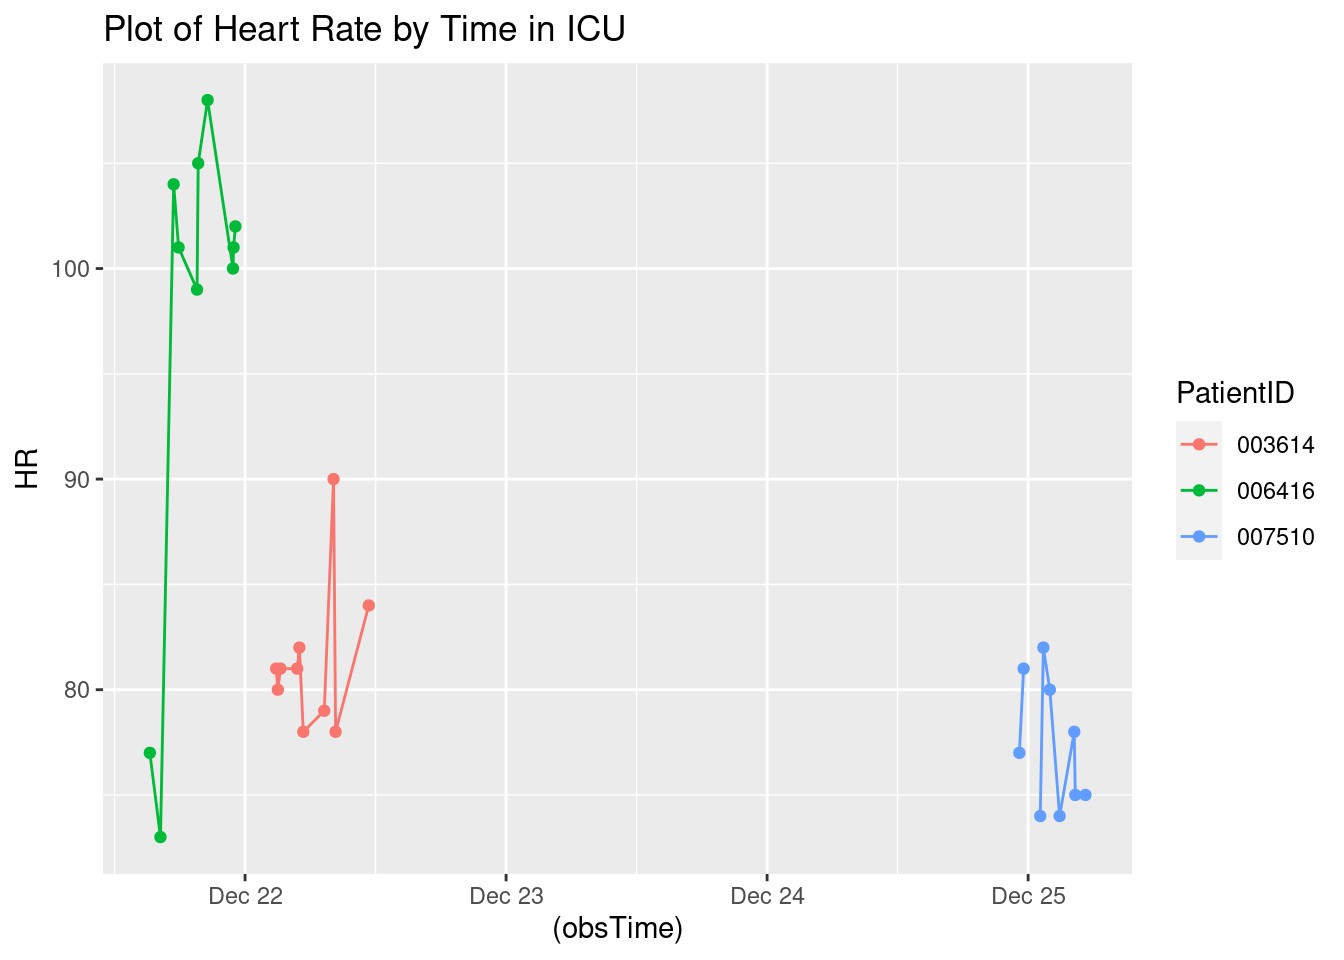 Plot of Heart Rate by Time in ICU
HR
100
90
80
Dec 22
Dec 23
Dec 24
Dec 25
(obsTime)
PatientID
003614
006416
007510